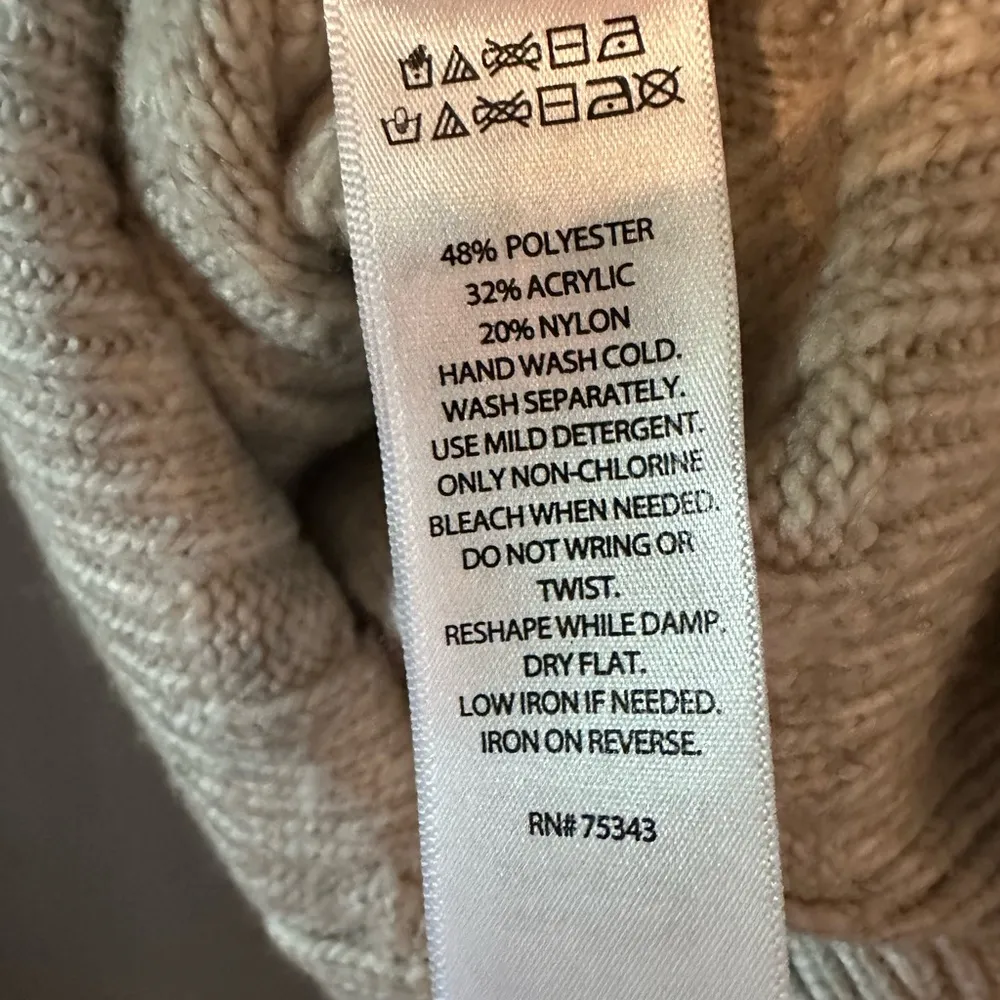 48% POLYESTER
32% ACRYLIC
20% NYLON
HAND WASH COLD.
WASH SEPARATELY.
USE MILD DETERGENT.
ONLY NON-CHLORINE
BLEACH WHEN NEEDED.
DO NOT WRING OR
TWIST.
RESHAPE WHILE DAMP.
DRY FLAT.
LOW IRON IF NEEDED.
IRON ON REVERSE.
RN# 75343